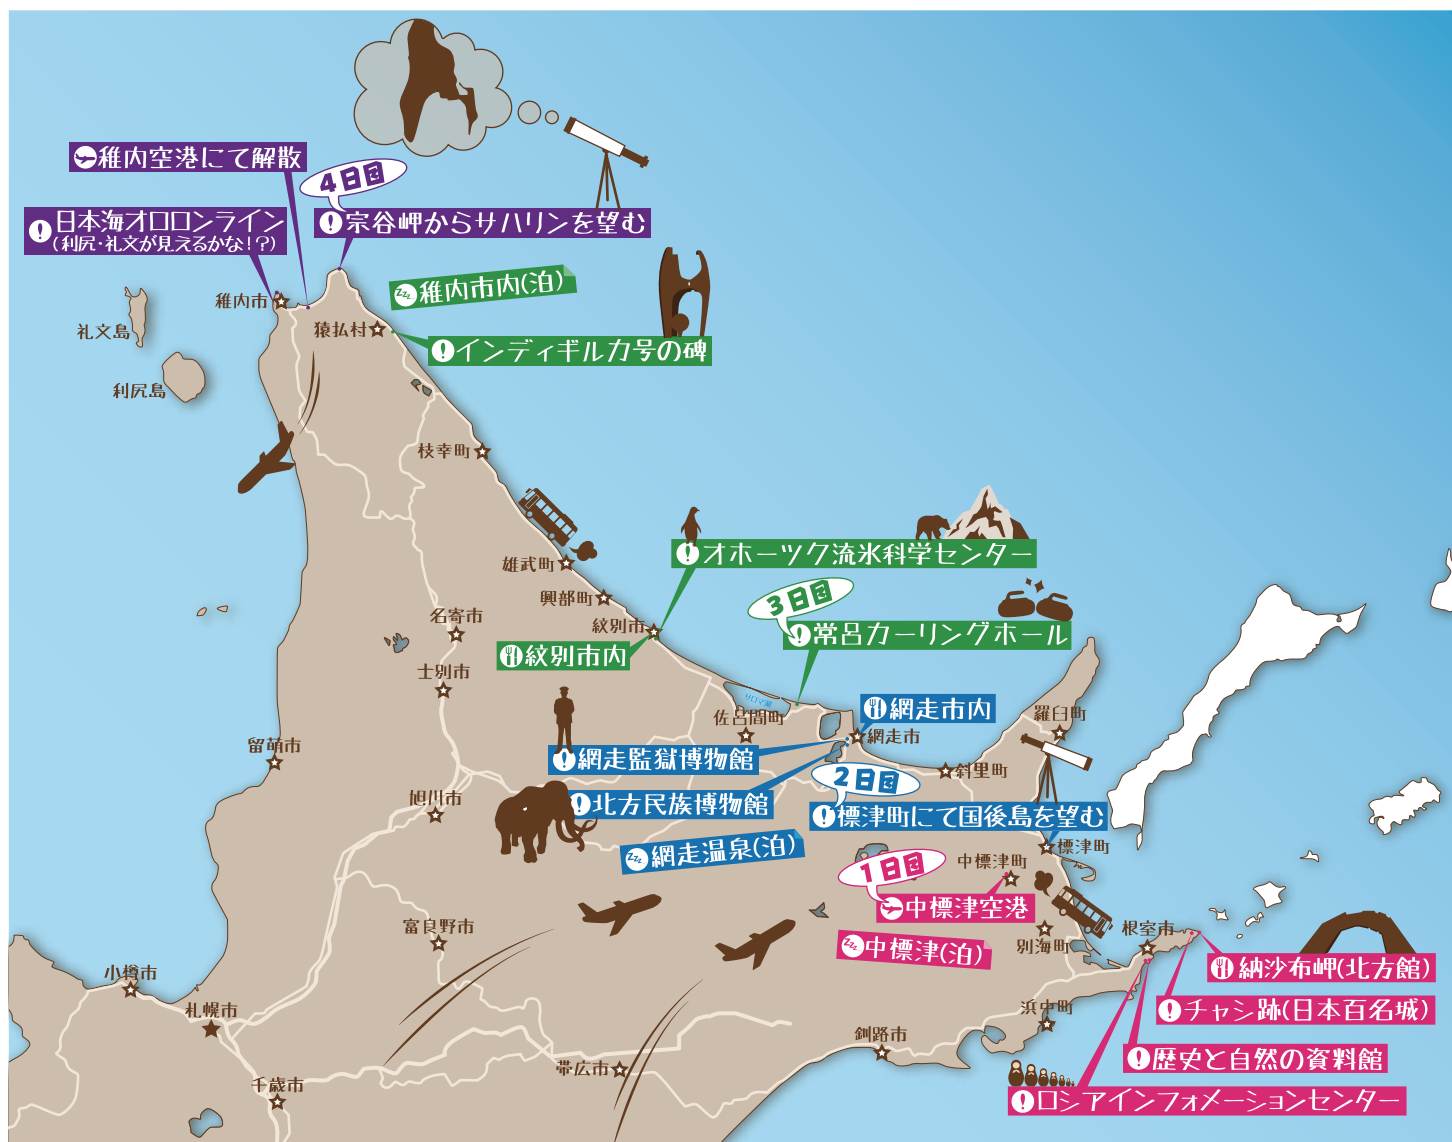 稚内空港にて解散
4日目
日本海オロロンライン
(利尻・礼文が見えるかな!?)
宗谷岬からサハリンを望む
稚内市内(泊)
稚内市
礼文島
猿払村
インディギルカ号の碑
利尻島
枝幸町
雄武町
オホーツク流氷科学センター
興部町
3日目
名寄市
紋別市
常呂カーリングホール
紋別市内
士別市
サロマ湖
網走市内
佐呂間町
羅臼町
網走市
留萌市
網走監獄博物館
斜里町
2日目
旭川市
北方民族博物館
標津町にて国後島を望む
網走温泉(泊)
標津町
1日目
中標津町
中標津空港
富良野市
中標津(泊)
別海町
根室市
納沙布岬(北方館)
小樽市
札幌市
チャシ跡(日本百名城)
浜中町
釧路市
歴史と自然の資料館
帯広市
千歳市
ロシアインフォメーションセンター